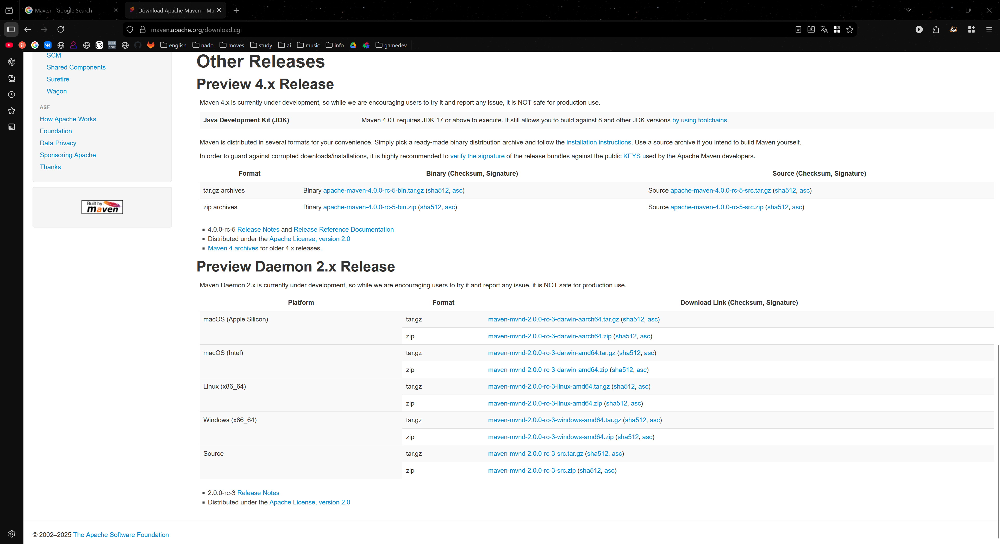 Maven - Google Search
Download Apache Maven – Ma
maven.apache.org/download.cgi
E
Я
VK
2.0 calc
english
nado
moves
study
ai
music
info
gamedev
SCM
Shared Components
Surefire
Wagon
ASF
How Apache Works
Foundation
Data Privacy
Sponsoring Apache
Thanks
Built by:
maven
Other Releases
Preview 4.x Release
Maven 4.x is currently under development, so while we are encouraging users to try it and report any issue, it is NOT safe for production use.
Java Development Kit (JDK) Maven 4.0+ requires JDK 17 or above to execute. It still allows you to build against 8 and other JDK versions by using toolchains.
Maven is distributed in several formats for your convenience. Simply pick a ready-made binary distribution archive and follow the installation instructions. Use a source archive if you intend to build Maven yourself.
In order to guard against corrupted downloads/installations, it is highly recommended to verify the signature of the release bundles against the public KEYS used by the Apache Maven developers.
Format Binary (Checksum, Signature) Source (Checksum, Signature)
tar.gz archives Binary apache-maven-4.0.0-rc-5-bin.tar.gz (sha512, asc) Source apache-maven-4.0.0-rc-5-src.tar.gz (sha512, asc)
zip archives Binary apache-maven-4.0.0-rc-5-bin.zip (sha512, asc) Source apache-maven-4.0.0-rc-5-src.zip (sha512, asc)
4.0.0-rc-5 Release Notes and Release Reference Documentation
Distributed under the Apache License, version 2.0
Maven 4 archives for older 4.x releases.
Preview Daemon 2.x Release
Maven Daemon 2.x is currently under development, so while we are encouraging users to try it and report any issue, it is NOT safe for production use.
Platform Format Download Link (Checksum, Signature)
macOS (Apple Silicon) tar.gz maven-mvnd-2.0.0-rc-3-darwin-aarch64.tar.gz (sha512, asc)
zip maven-mvnd-2.0.0-rc-3-darwin-aarch64.zip (sha512, asc)
macOS (Intel) tar.gz maven-mvnd-2.0.0-rc-3-darwin-amd64.tar.gz (sha512, asc)
zip maven-mvnd-2.0.0-rc-3-darwin-amd64.zip (sha512, asc)
Linux (x86_64) tar.gz maven-mvnd-2.0.0-rc-3-linux-amd64.tar.gz (sha512, asc)
zip maven-mvnd-2.0.0-rc-3-linux-amd64.zip (sha512, asc)
Windows (x86_64) tar.gz maven-mvnd-2.0.0-rc-3-windows-amd64.tar.gz (sha512, asc)
zip maven-mvnd-2.0.0-rc-3-windows-amd64.zip (sha512, asc)
Source tar.gz maven-mvnd-2.0.0-rc-3-src.tar.gz (sha512, asc)
zip maven-mvnd-2.0.0-rc-3-src.zip (sha512, asc)
2.0.0-rc-3 Release Notes
Distributed under the Apache License, version 2.0
© 2002–2025 The Apache Software Foundation